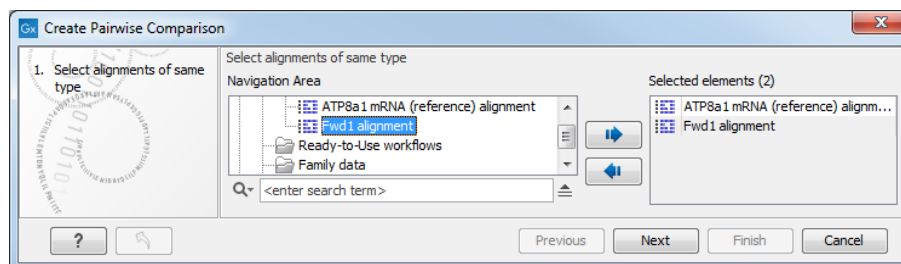 Gx Create Pairwise Comparison
X
1. Select alignments of same
type
Select alignments of same type
Navigation Area
ATP8a1 mRNA (reference) alignment
Fwd1 alignment
Ready-to-Use workflows
Family data
<enter search term>
Selected elements (2)
ATP8a1 mRNA (reference) alignm...
Fwd1 alignment
?
Previous
Next
Finish
Cancel